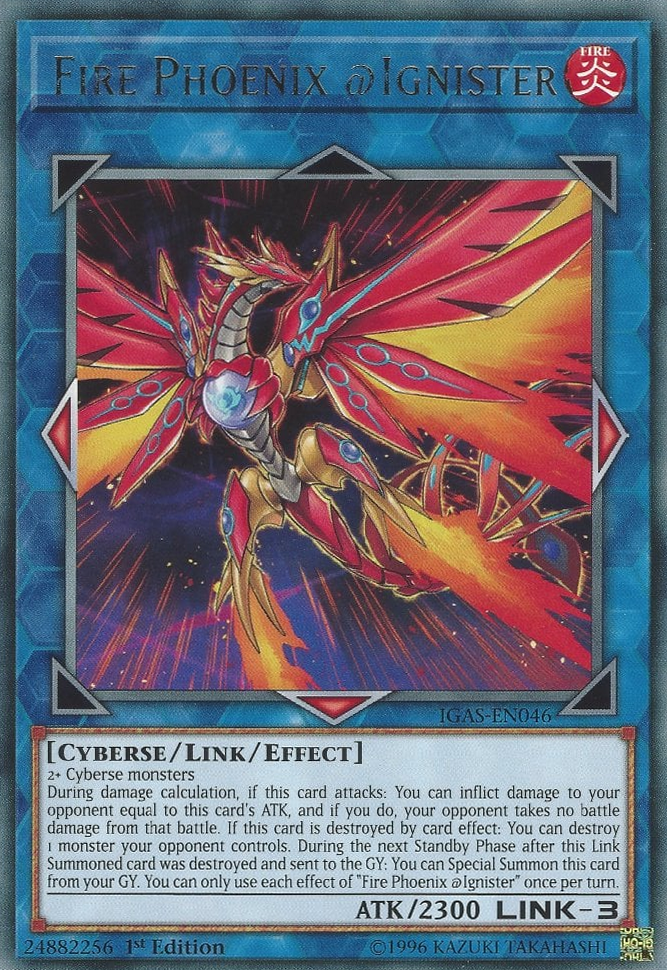 Fire Phoenix @Ignister
FIRE
炎
IGAS-EN046
[Cyberse/Link/Effect]
2+ Cyberse monsters
During damage calculation, if this card attacks: You can inflict damage to your
opponent equal to this card's ATK, and if you do, your opponent takes no battle
damage from that battle. If this card is destroyed by card effect: You can destroy
1 monster your opponent controls. During the next Standby Phase after this Link
Summoned card was destroyed and sent to the GY: You can Special Summon this card
from your GY. You can only use each effect of "Fire Phoenix @Ignister" once per turn.
ATK/2300 LINK-3
24882256 1st Edition ©1996 KAZUKI TAKAHASHI